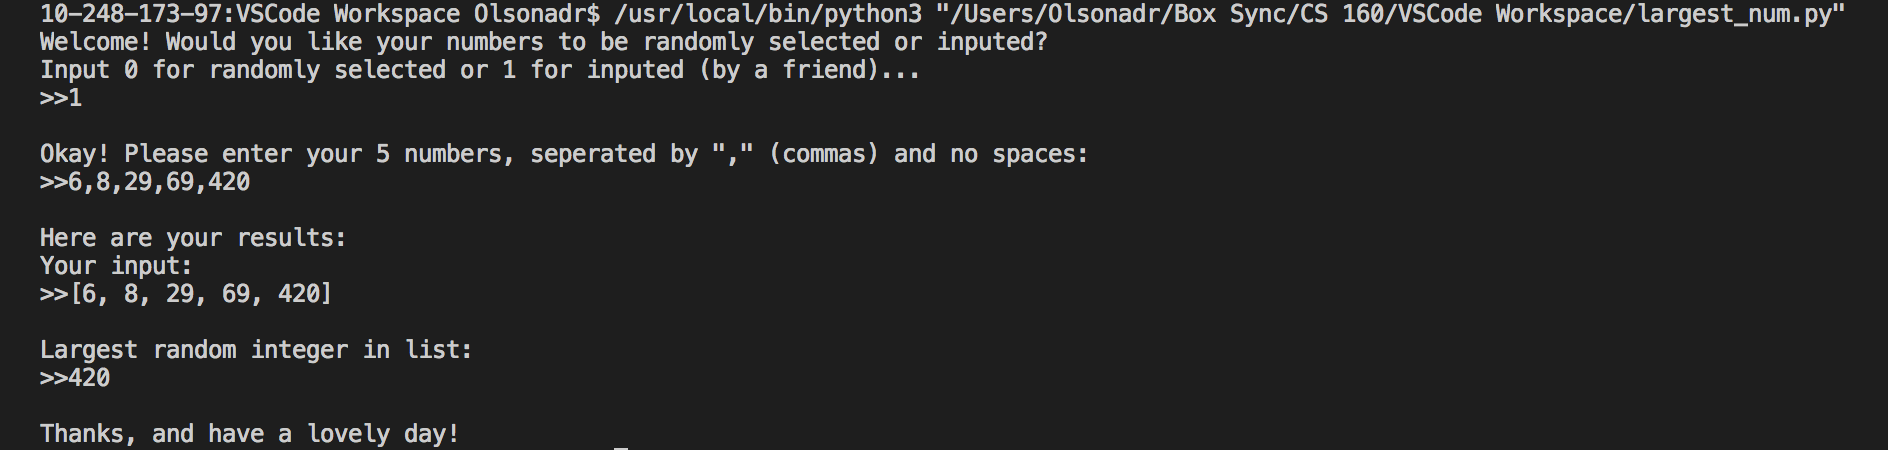 10-248-173-97:VSCode Workspace Olsonadr$ /usr/local/bin/python3 "/Users/Olsonadr/Box Sync/CS 160/VSCode Workspace/largest_num.py"
Welcome! Would you like your numbers to be randomly selected or inputed?
Input 0 for randomly selected or 1 for inputed (by a friend)...
>>1
Okay! Please enter your 5 numbers, seperated by "," (commas) and no spaces:
>>6,8,29,69,420
Here are your results:
Your input:
>>[6, 8, 29, 69, 420]
Largest random integer in list:
>>420
Thanks, and have a lovely day!